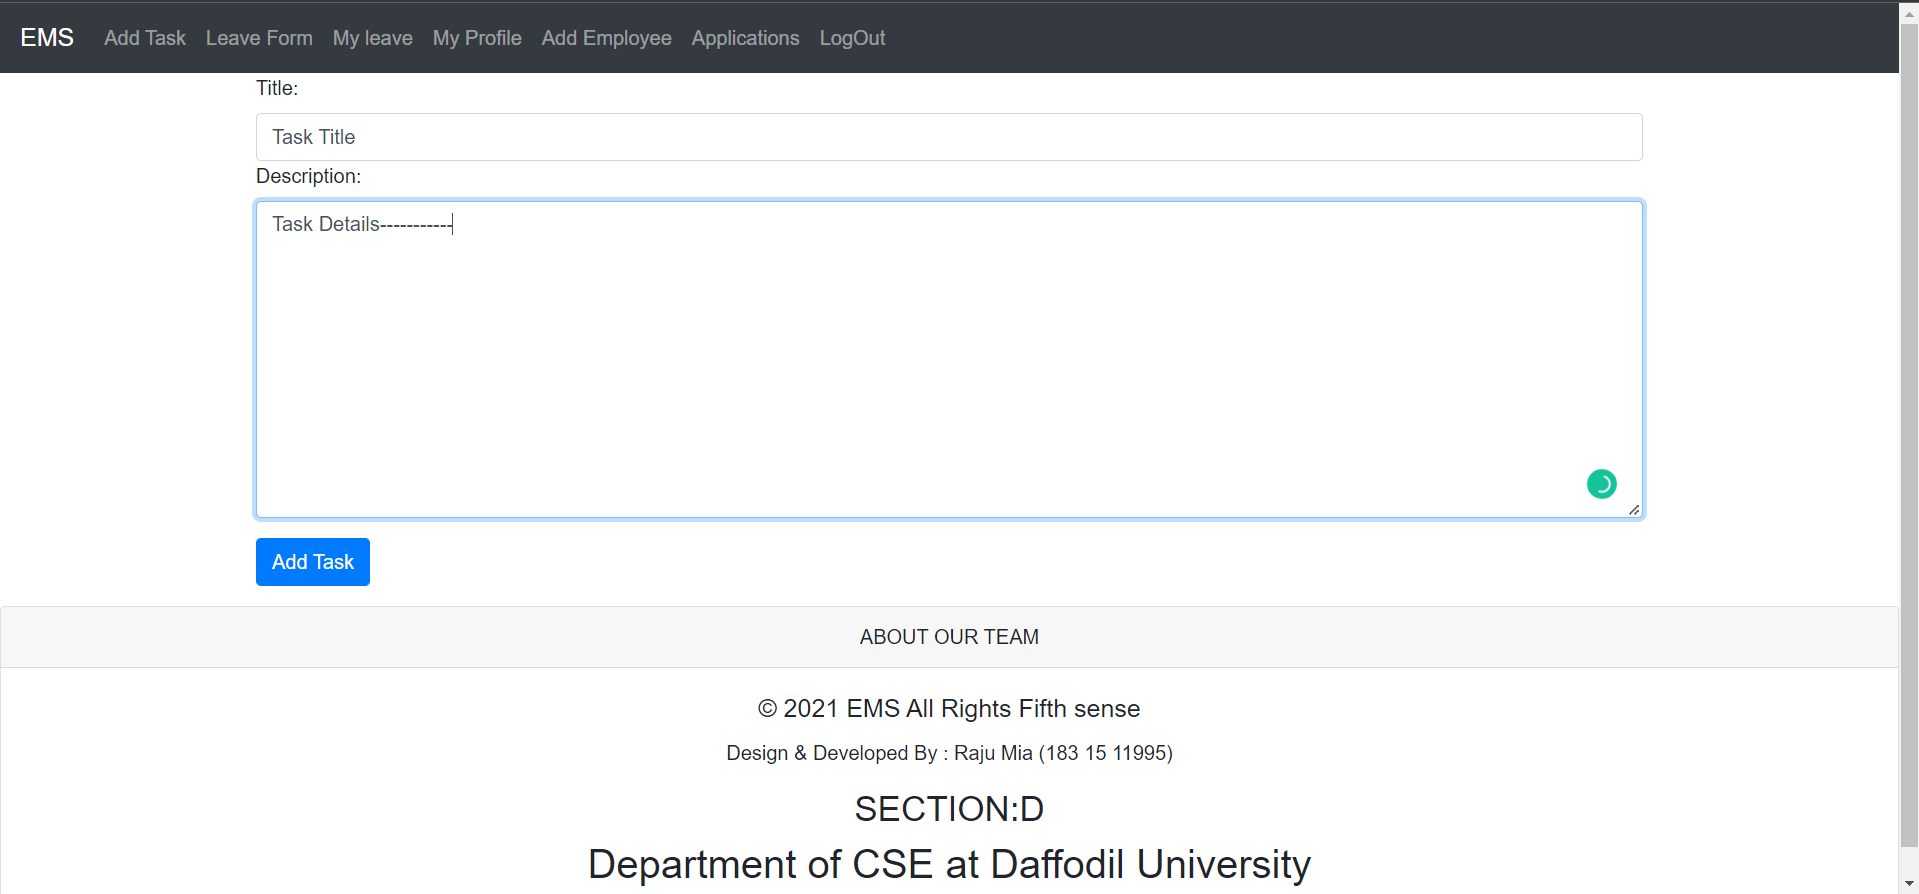 EMS Add Task Leave Form My leave My Profile Add Employee Applications LogOut
Title:
Task Title
Description:
Task Details-----------
Add Task
ABOUT OUR TEAM
© 2021 EMS All Rights Fifth sense
Design & Developed By : Raju Mia (183 15 11995)
SECTION:D
Department of CSE at Daffodil University